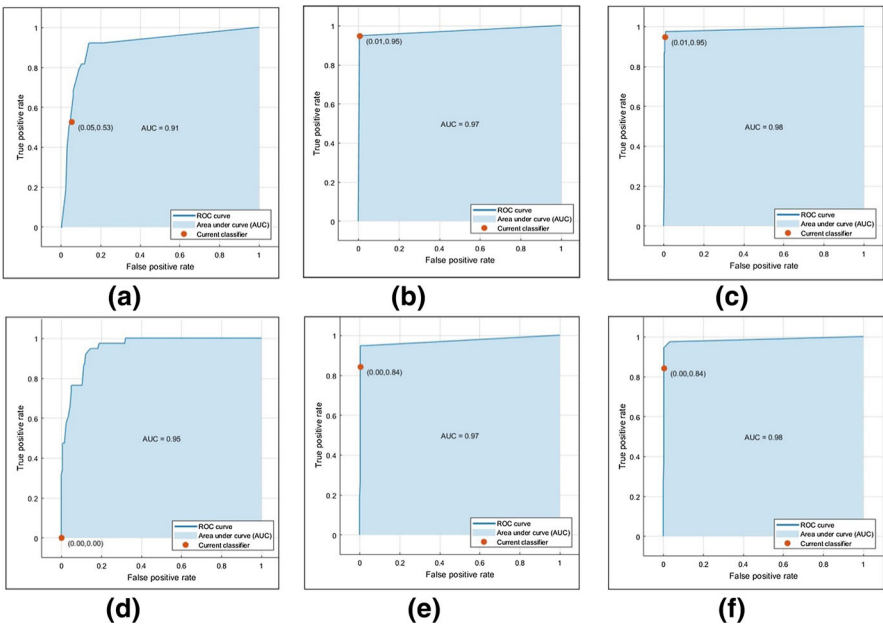 1
0.8
0.6
0.4
0.2
0
True positive rate
(0.05,0.53)
AUC = 0.91
ROC curve
Area under curve (AUC)
Current classifier
0 0.2 0.4 0.6 0.8 1
False positive rate
(a)
1
0.8
0.6
0.4
0.2
0
True positive rate
(0.01,0.95)
AUC = 0.97
ROC curve
Area under curve (AUC)
Current classifier
0 0.2 0.4 0.6 0.8 1
False positive rate
(b)
1
0.8
0.6
0.4
0.2
0
True positive rate
(0.01,0.95)
AUC = 0.98
ROC curve
Area under curve (AUC)
Current classifier
0 0.2 0.4 0.6 0.8 1
False positive rate
(c)
1
0.8
0.6
0.4
0.2
0
True positive rate
AUC = 0.95
(0.00,0.00)
ROC curve
Area under curve (AUC)
Current classifier
0 0.2 0.4 0.6 0.8 1
False positive rate
(d)
1
0.8
0.6
0.4
0.2
0
True positive rate
(0.00,0.84)
AUC = 0.97
ROC curve
Area under curve (AUC)
Current classifier
0 0.2 0.4 0.6 0.8 1
False positive rate
(e)
1
0.8
0.6
0.4
0.2
0
True positive rate
(0.00,0.84)
AUC = 0.98
ROC curve
Area under curve (AUC)
Current classifier
0 0.2 0.4 0.6 0.8 1
False positive rate
(f)